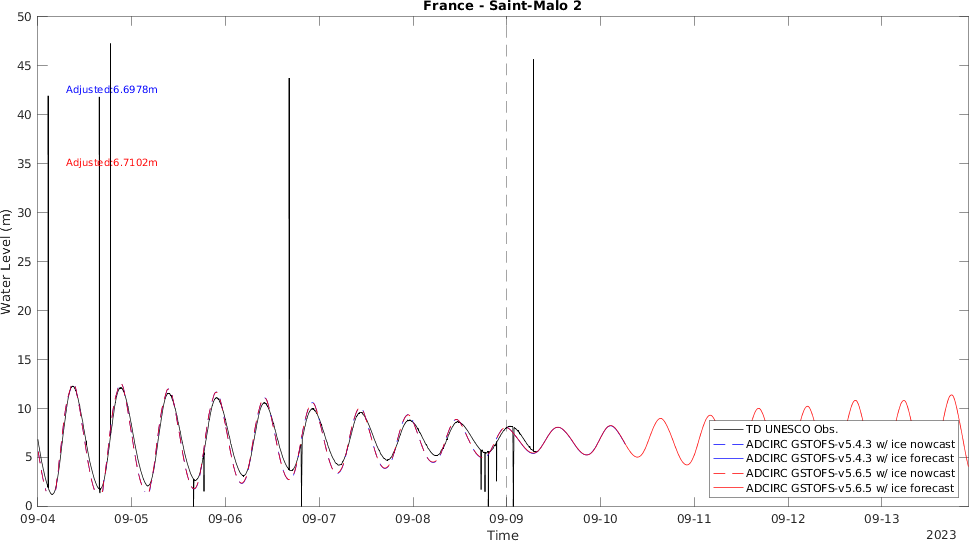 France - Saint-Malo 2
Water Level (m)
50
45
40
35
30
25
20
15
10
5
0
Adjusted:6.6978m
Adjusted:6.7102m
TD UNESCO Obs.
ADCIRC GSTOFS-v5.4.3 w/ ice nowcast
ADCIRC GSTOFS-v5.4.3 w/ ice forecast
ADCIRC GSTOFS-v5.6.5 w/ ice nowcast
ADCIRC GSTOFS-v5.6.5 w/ ice forecast
09-04 09-05 09-06 09-07 09-08 09-09 09-10 09-11 09-12 09-13
Time
2023